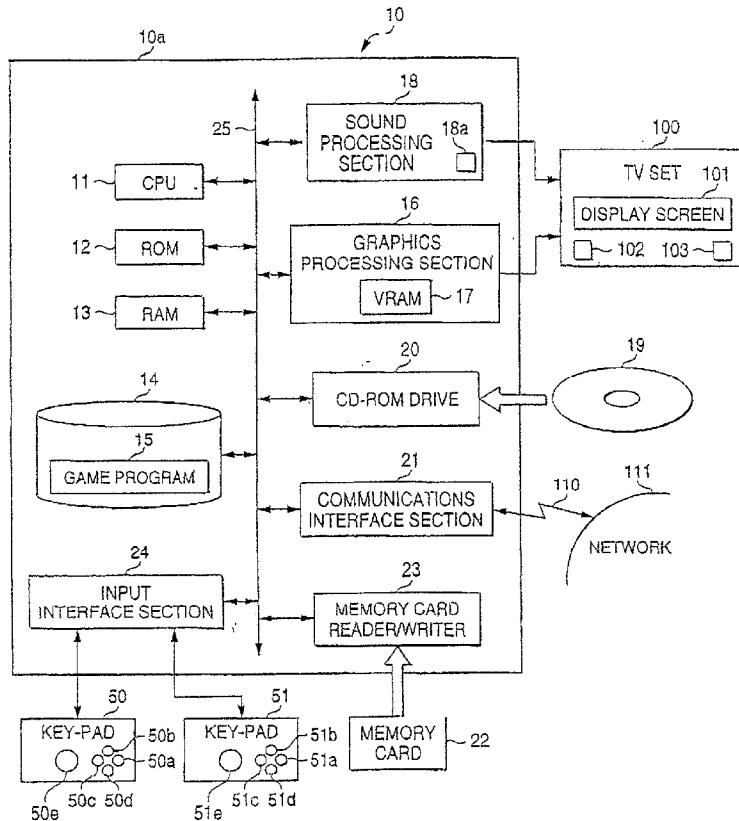 10
10a
18
SOUND
PROCESSING
SECTION
18a
25
100
TV SET
101
DISPLAY SCREEN
102
103
11
CPU
16
GRAPHICS
PROCESSING SECTION
VRAM
17
12
ROM
13
RAM
19
20
CD-ROM DRIVE
14
15
GAME PROGRAM
21
COMMUNICATIONS
INTERFACE SECTION
110
111
NETWORK
24
INPUT
INTERFACE SECTION
23
MEMORY CARD
READER/WRITER
50
KEY-PAD
50b
50a
50e
50c
50d
51
KEY-PAD
51b
51a
51e
51c
51d
MEMORY
CARD
22